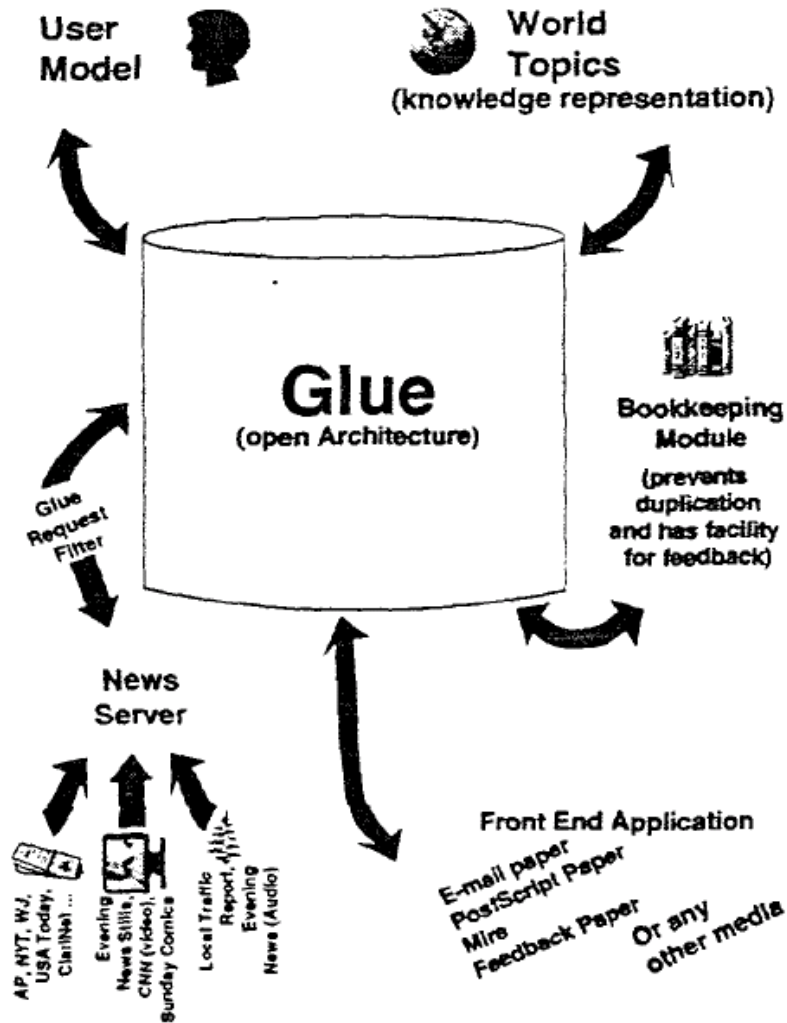 User
Model
World
Topics
(knowledge representation)
Glue
(open Architecture)
Bookkeeping
Module
(prevents
duplication
and has facility
for feedback)
Glue
Request
Filter
News
Server
AP, NYT, WJ,
USA Today,
ClariNet ...
Evening
News Stills,
CNN (video),
Sunday Comics
Local Traffic
Report,
Evening
News (Audio)
Front End Application
E-mail paper
PostScript Paper
Mire
Feedback Paper
Or any
other media